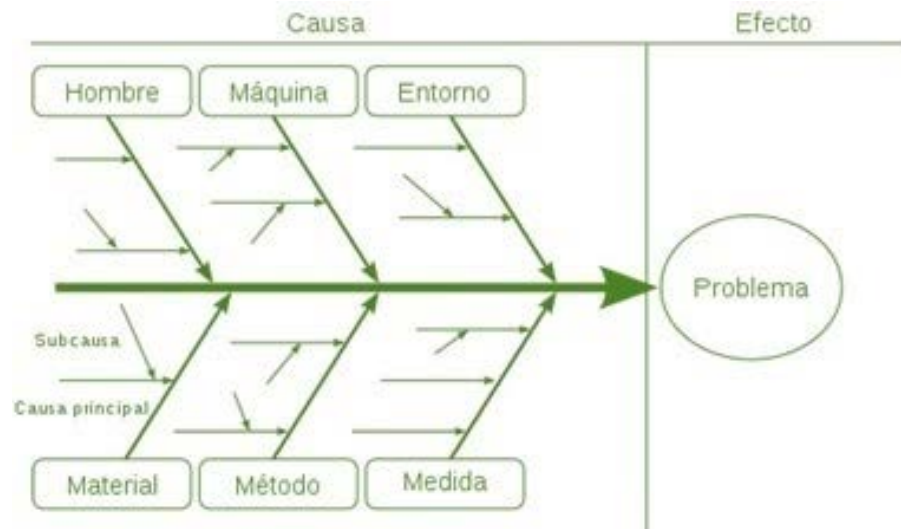 Causa
Efecto
Hombre
Máquina
Entorno
Problema
Subcausa
Causa principal
Material
Método
Medida